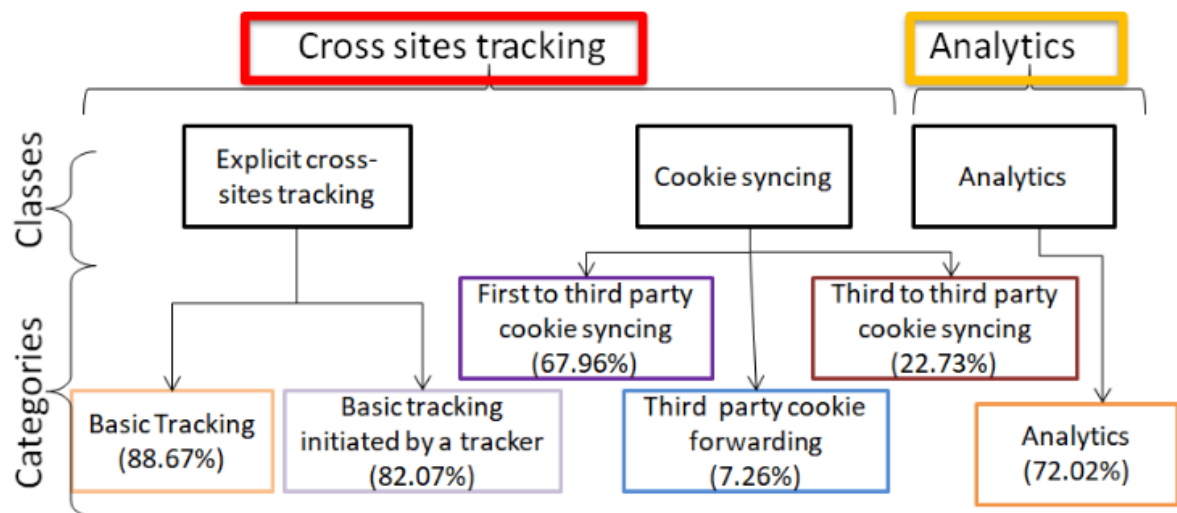 Cross sites tracking
Analytics
Classes
Explicit cross-
sites tracking
Cookie syncing
Analytics
Categories
First to third party
cookie syncing
(67.96%)
Third to third party
cookie syncing
(22.73%)
Basic Tracking
(88.67%)
Basic tracking
initiated by a tracker
(82.07%)
Third party cookie
forwarding
(7.26%)
Analytics
(72.02%)